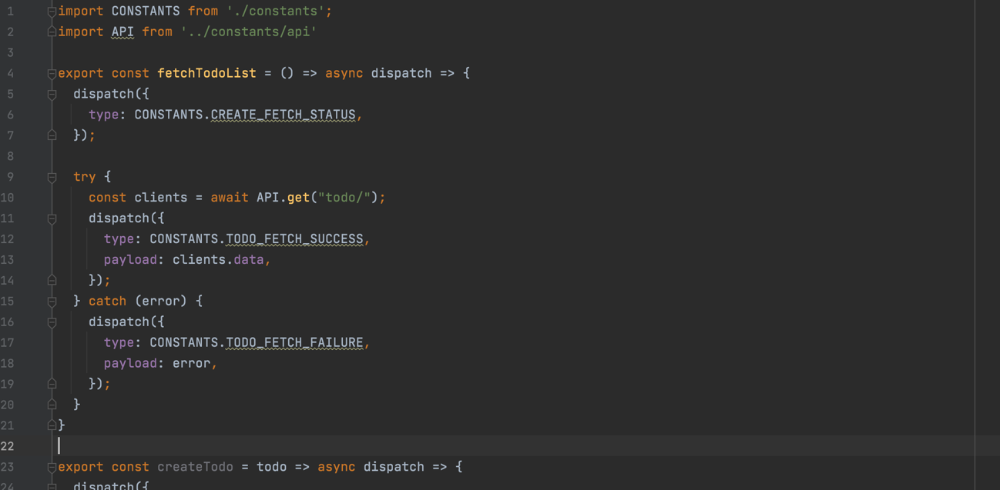 1 import CONSTANTS from './constants';
2 import API from '../constants/api'
3
4 export const fetchTodoList = () => async dispatch => {
5   dispatch({
6     type: CONSTANTS.CREATE_FETCH_STATUS,
7   });
8
9   try {
10     const clients = await API.get("todo/");
11     dispatch({
12       type: CONSTANTS.TODO_FETCH_SUCCESS,
13       payload: clients.data,
14     });
15   } catch (error) {
16     dispatch({
17       type: CONSTANTS.TODO_FETCH_FAILURE,
18       payload: error,
19     });
20   }
21 }
22
23 export const createTodo = todo => async dispatch => {
24   dispatch({